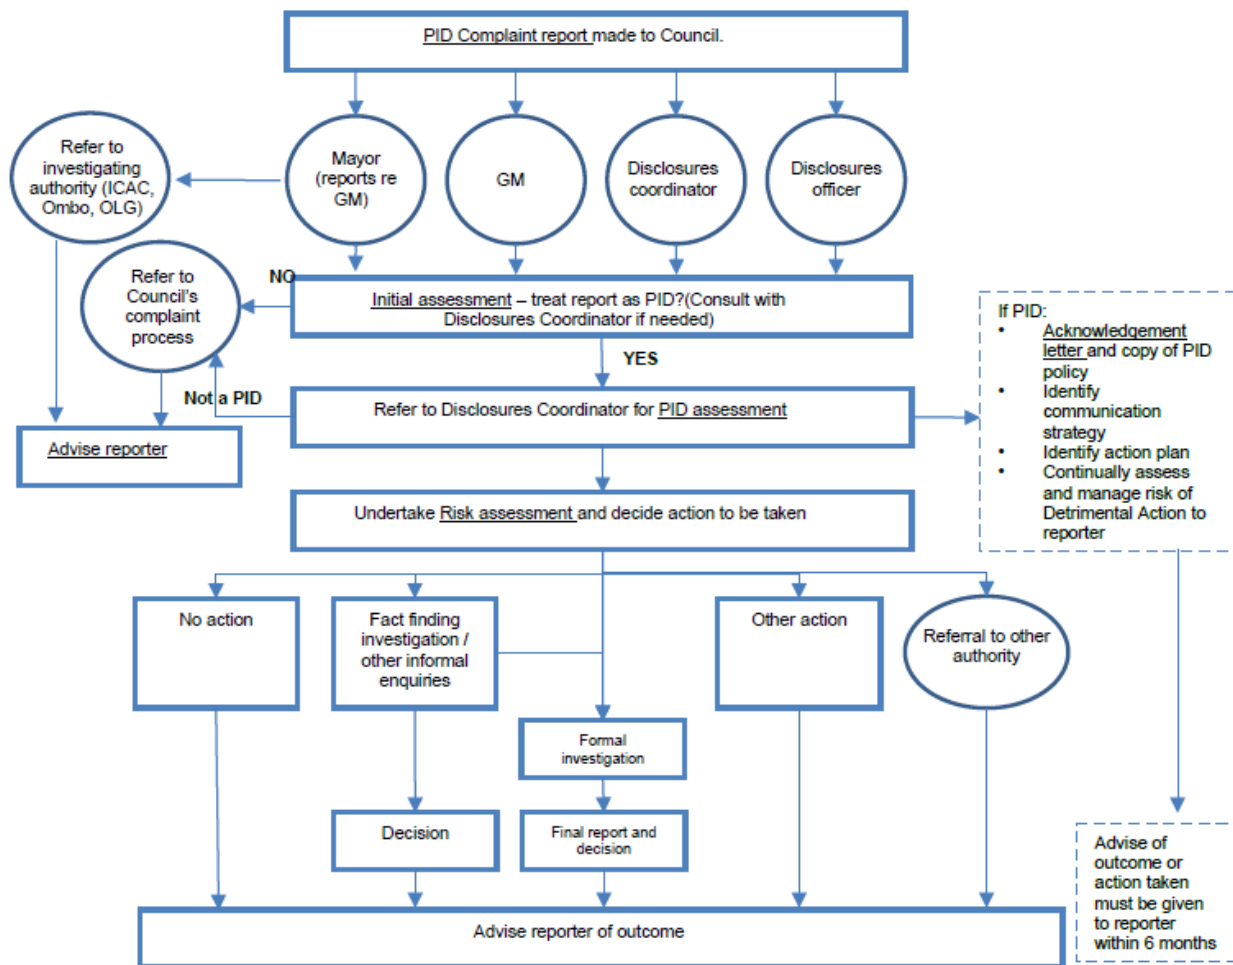 PID Complaint report made to Council.
Refer to
investigating
authority (ICAC,
Ombo, OLG)
Mayor
(reports re
GM)
GM
Disclosures
coordinator
Disclosures
officer
NO
Refer to
Council's
complaint
process
Initial assessment – treat report as PID?(Consult with
Disclosures Coordinator if needed)
YES
Not a PID
Refer to Disclosures Coordinator for PID assessment
Advise reporter
If PID:
• Acknowledgement
letter and copy of PID
policy
• Identify
communication
strategy
• Identify action plan
• Continually assess
and manage risk of
Detrimental Action to
reporter
Undertake Risk assessment and decide action to be taken
No action
Fact finding
investigation /
other informal
enquiries
Other action
Referral to other
authority
Formal
investigation
Decision
Final report and
decision
Advise of
outcome or
action taken
must be given
to reporter
within 6 months
Advise reporter of outcome